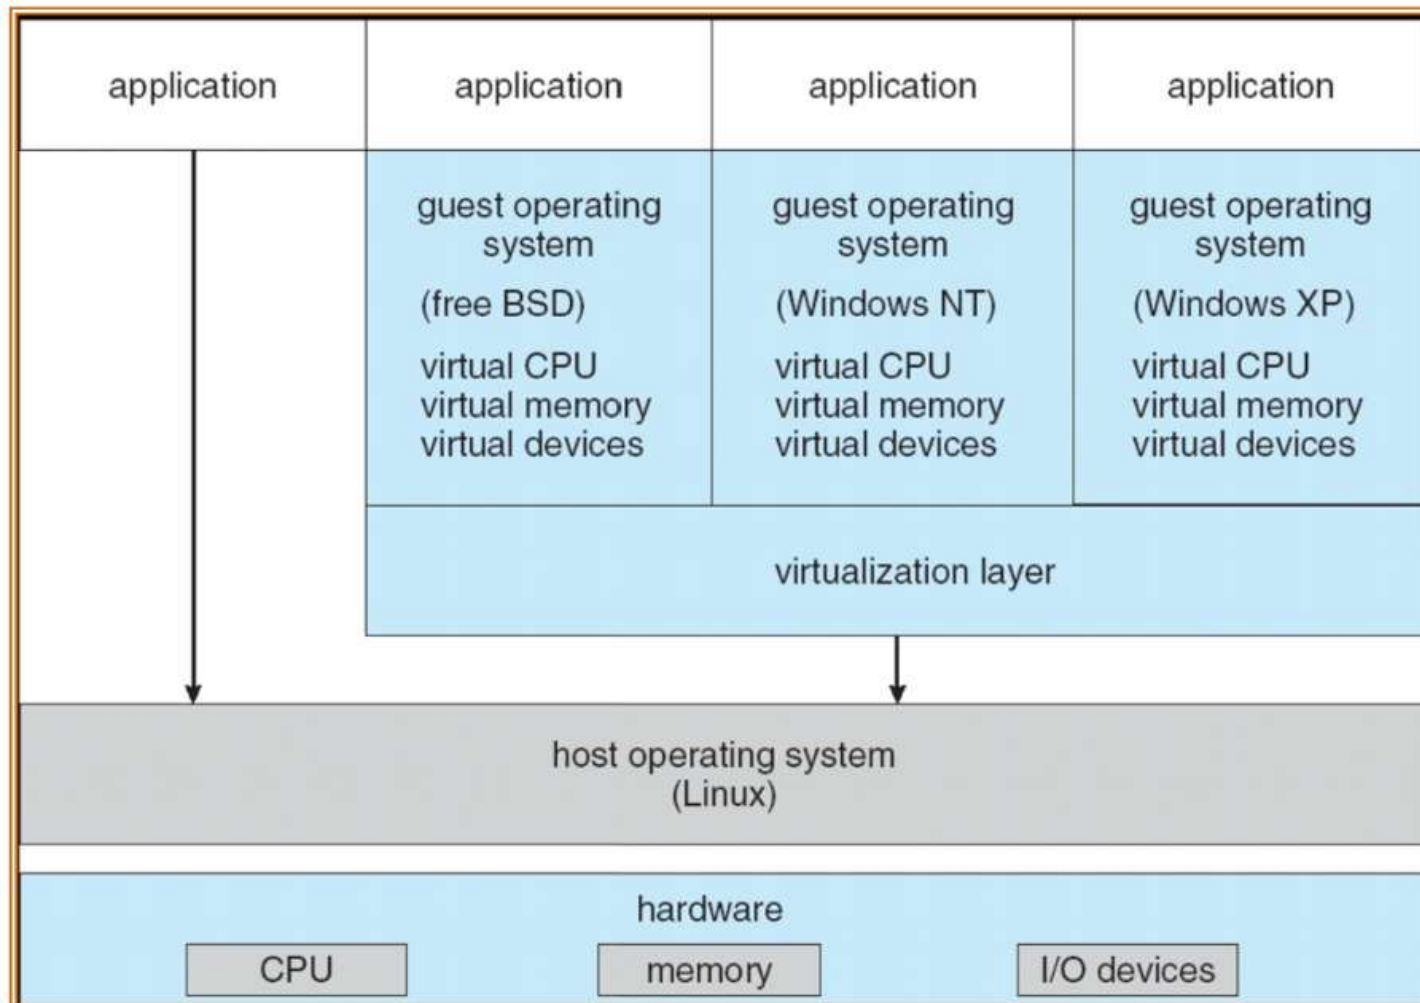 application
application
application
application
guest operating
system
(free BSD)
virtual CPU
virtual memory
virtual devices
guest operating
system
(Windows NT)
virtual CPU
virtual memory
virtual devices
guest operating
system
(Windows XP)
virtual CPU
virtual memory
virtual devices
virtualization layer
host operating system
(Linux)
hardware
CPU
memory
I/O devices